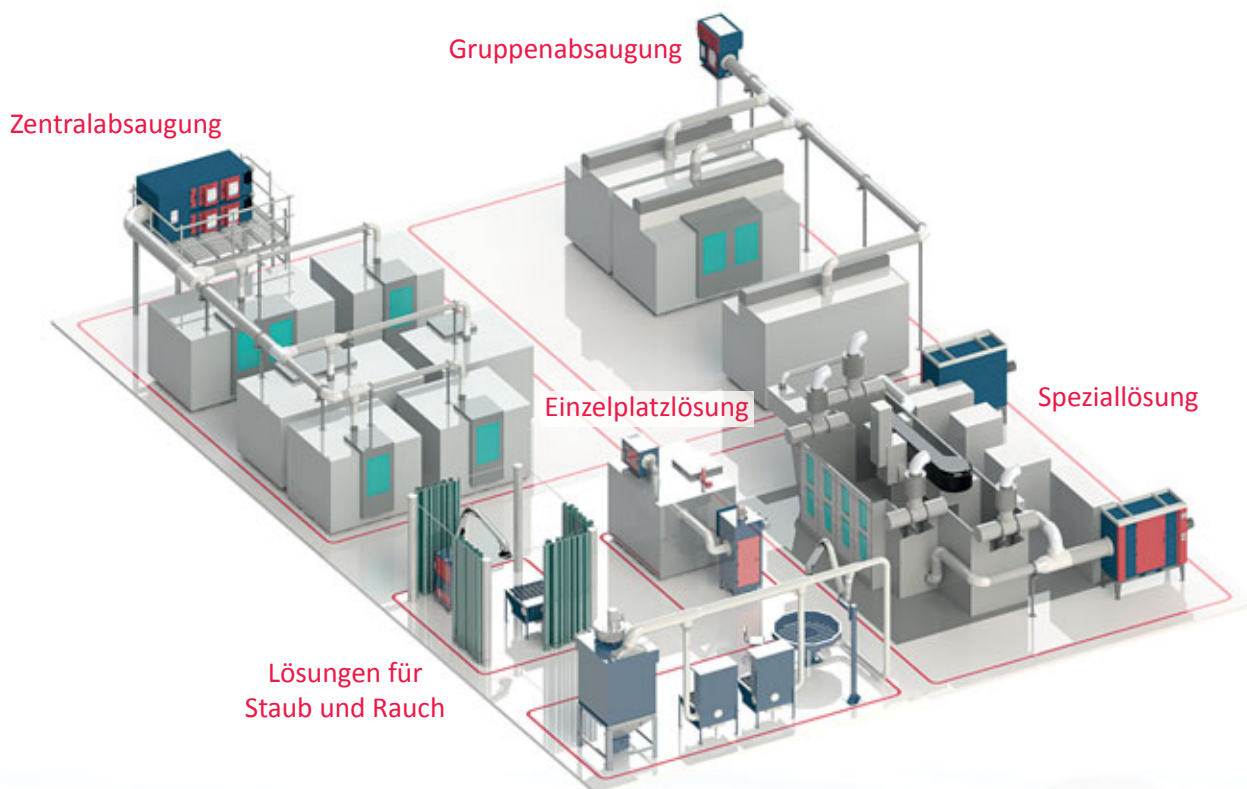 Gruppenabsaugung
Zentralabsaugung
Einzelplatzlösung
Speziallösung
Lösungen für
Staub und Rauch